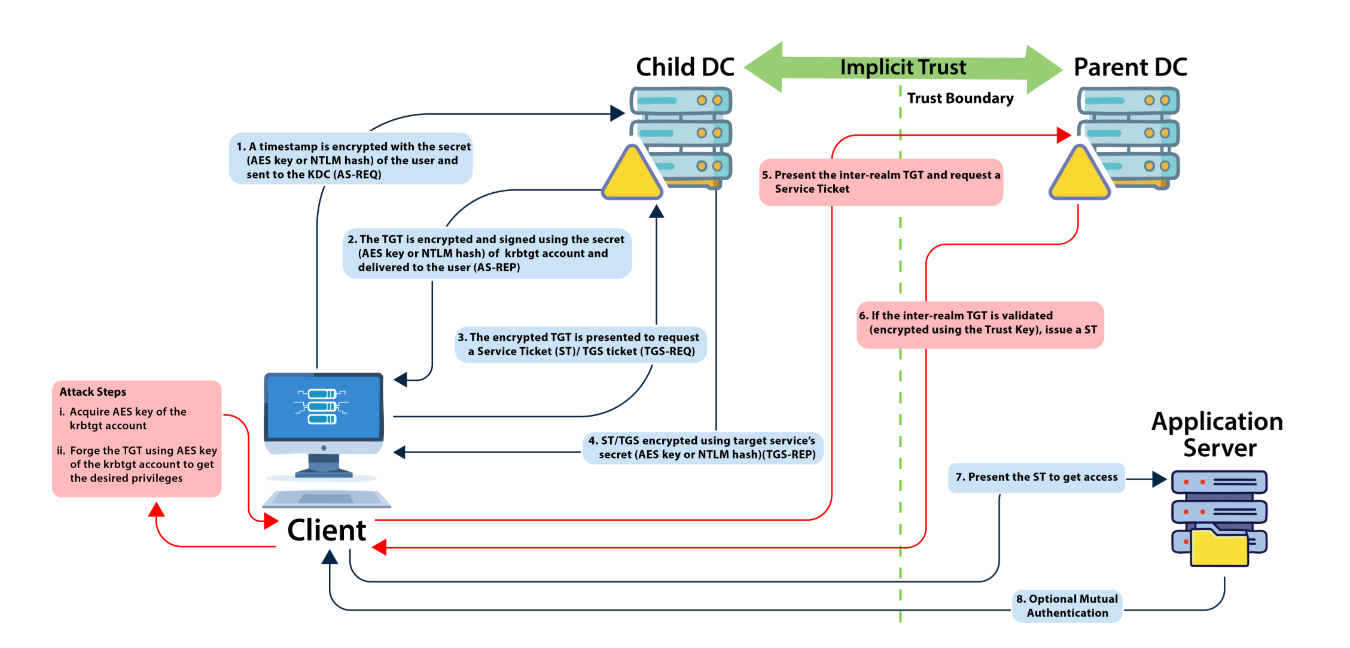 Child DC
Implicit Trust
Parent DC
Trust Boundary
1. A timestamp is encrypted with the secret
(AES key or NTLM hash) of the user and
sent to the KDC (AS-REQ)
5. Present the inter-realm TGT and request a
Service Ticket
2. The TGT is encrypted and signed using the secret
(AES key or NTLM hash) of krbtgt account and
delivered to the user (AS-REP)
6. If the inter-realm TGT is validated
(encrypted using the Trust Key), issue a ST
3. The encrypted TGT is presented to request
a Service Ticket (ST)/ TGS ticket (TGS-REQ)
Attack Steps
i. Acquire AES key of the
krbtgt account
ii. Forge the TGT using AES key
of the krbtgt account to get
the desired privileges
4. ST/TGS encrypted using target service's
secret (AES key or NTLM hash)(TGS-REP)
Application
Server
7. Present the ST to get access
Client
8. Optional Mutual
Authentication